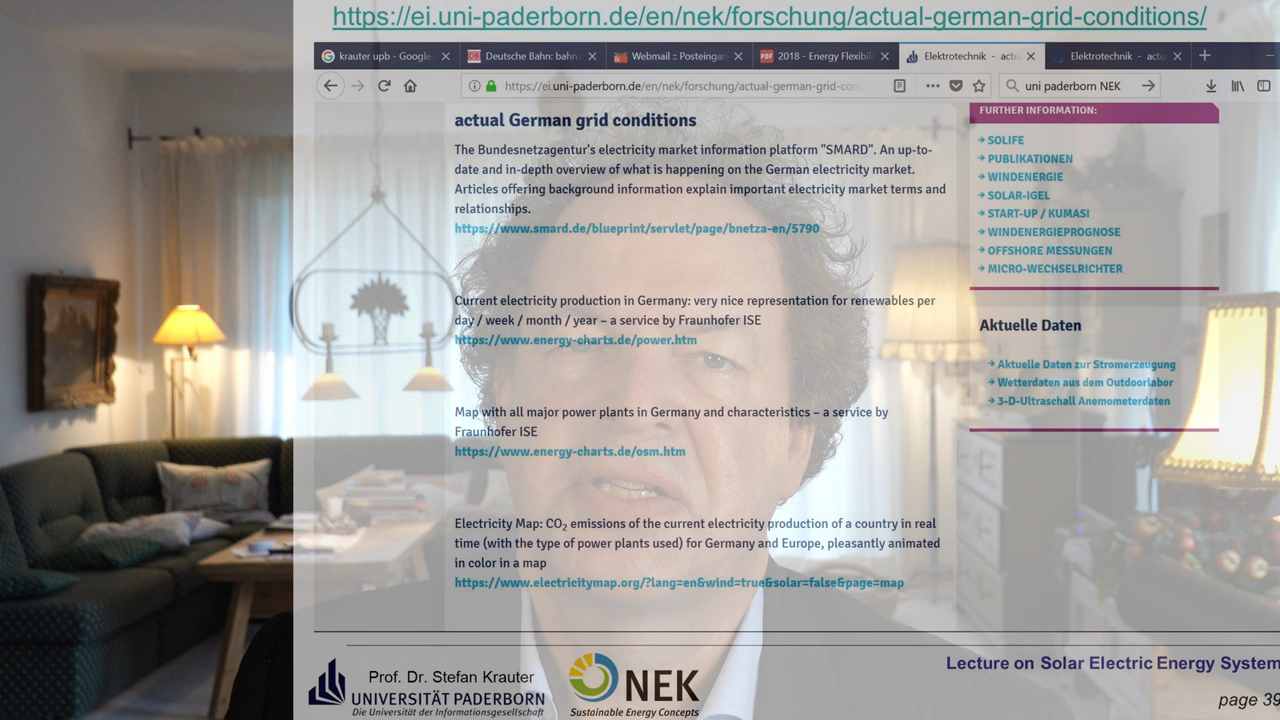 https://ei.uni-paderborn.de/en/nek/forschung/actual-german-grid-conditions/
krauter upb - Google
Deutsche Bahn: bahn.
Webmail :: Posteingan
2018 - Energy Flexibili
Elektrotechnik - actu
Elektrotechnik - actu
https://ei.uni-paderborn.de/en/nek/forschung/actual-german-grid-con
uni paderborn NEK
actual German grid conditions
The Bundesnetzagentur's electricity market information platform "SMARD". An up-to-
date and in-depth overview of what is happening on the German electricity market.
Articles offering background information explain important electricity market terms and
relationships.
https://www.smard.de/blueprint/servlet/page/bnetza-en/5790
Current electricity production in Germany: very nice representation for renewables per
day / week / month / year – a service by Fraunhofer ISE
https://www.energy-charts.de/power.htm
Map with all major power plants in Germany and characteristics – a service by
Fraunhofer ISE
https://www.energy-charts.de/osm.htm
Electricity Map: CO₂ emissions of the current electricity production of a country in real
time (with the type of power plants used) for Germany and Europe, pleasantly animated
in color in a map
https://www.electricitymap.org/?lang=en&wind=true&solar=false&page=map
FURTHER INFORMATION:
SOLIFE
PUBLIKATIONEN
WINDENERGIE
SOLAR-IGEL
START-UP / KUMASI
WINDENERGIEPROGNOSE
OFFSHORE MESSUNGEN
MICRO-WECHSELRICHTER
Aktuelle Daten
Aktuelle Daten zur Stromerzeugung
Wetterdaten aus dem Outdoorlabor
3-D-Ultraschall Anemometerdaten
Prof. Dr. Stefan Krauter
UNIVERSITÄT PADERBORN
Die Universität der Informationsgesellschaft
NEK
Sustainable Energy Concepts
Lecture on Solar Electric Energy System
page 39